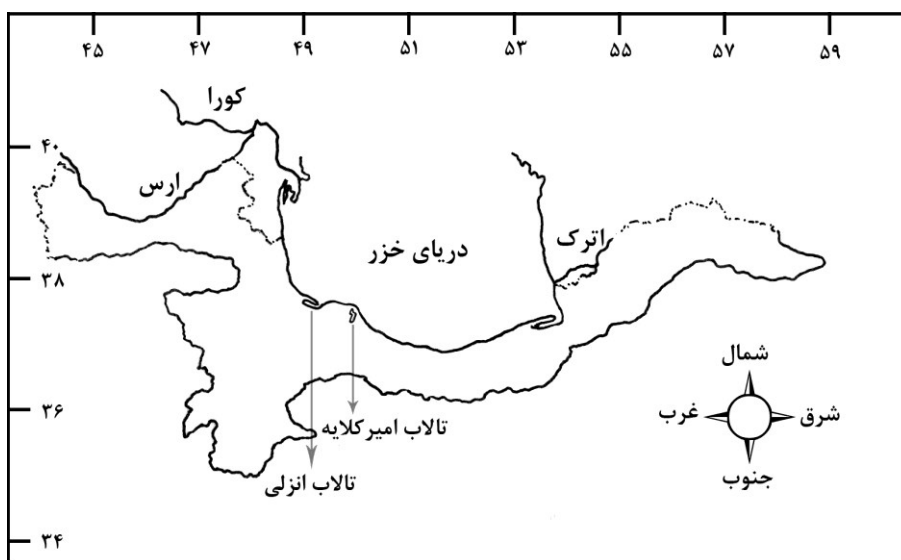 ۴۵ ۴۷ ۴۹ ۵۱ ۵۳ ۵۵ ۵۷ ۵۹
کورا
۴۰
ارس
اترک
دریای خزر
۳۸
شمال
شرق
غرب
جنوب
۳۶
تالاب امیرکلایه
تالاب انزلی
۳۴